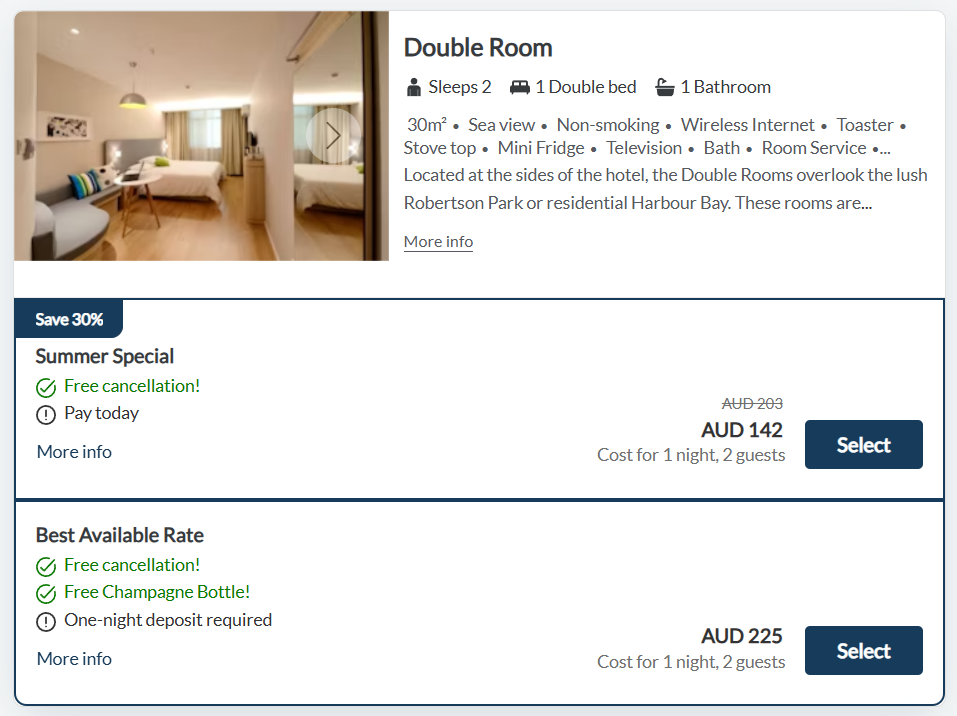 Double Room
Sleeps 2 1 Double bed 1 Bathroom
30m² • Sea view • Non-smoking • Wireless Internet • Toaster •
Stove top • Mini Fridge • Television • Bath • Room Service •...
Located at the sides of the hotel, the Double Rooms overlook the lush
Robertson Park or residential Harbour Bay. These rooms are...
More info
Save 30%
Summer Special
Free cancellation!
Pay today
More info
AUD 203
AUD 142
Cost for 1 night, 2 guests
Select
Best Available Rate
Free cancellation!
Free Champagne Bottle!
One-night deposit required
More info
AUD 225
Cost for 1 night, 2 guests
Select